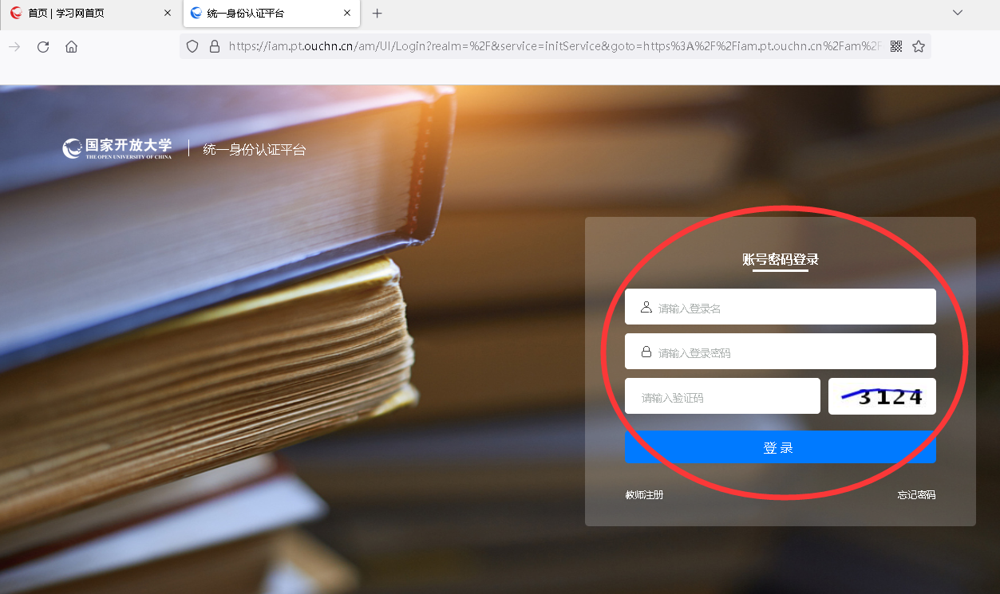 首页 | 学习网首页
统一身份认证平台
https://iam.pt.ouchn.cn/am/UI/Login?realm=%2F&service=initService&goto=https%3A%2F%2Fiam.pt.ouchn.cn%2Fam%2F
国家开放大学
THE OPEN UNIVERSITY OF CHINA
统一身份认证平台
账号密码登录
请输入登录名
请输入登录密码
请输入验证码
3124
登 录
教师注册
忘记密码